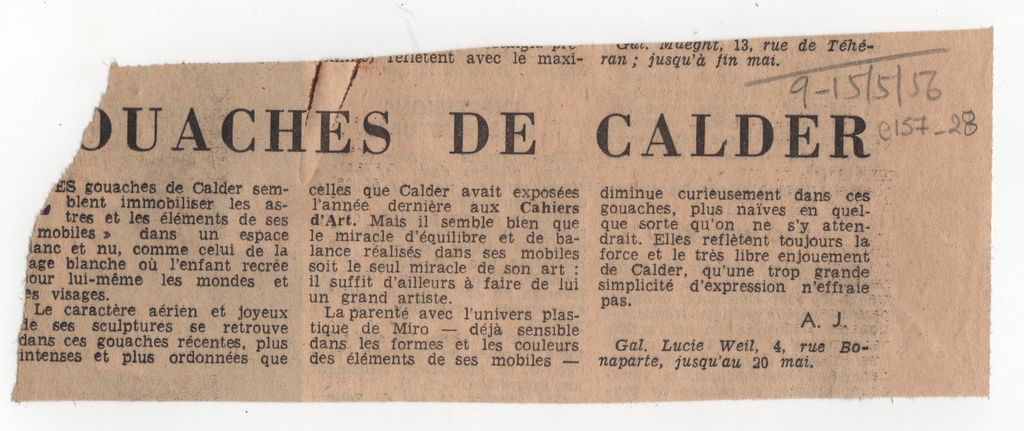 reflètent avec le maxi-
Gal. Maeght, 13, rue de Téhé-
ran ; jusqu'à fin mai.
9-15/5/56
e157-28
OUACHES DE CALDER
ES gouaches de Calder sem-
blent immobiliser les as-
tres et les éléments de ses
mobiles » dans un espace
lanc et nu, comme celui de la
age blanche où l'enfant recrée
our lui-même les mondes et
es visages.
Le caractère aérien et joyeux
de ses sculptures se retrouve
dans ces gouaches récentes, plus
intenses et plus ordonnées que
celles que Calder avait exposées
l'année dernière aux Cahiers
d'Art. Mais il semble bien que
le miracle d'équilibre et de ba-
lance réalisés dans ses mobiles
soit le seul miracle de son art :
il suffit d'ailleurs à faire de lui
un grand artiste.
La parenté avec l'univers plas-
tique de Miro — déjà sensible
dans les formes et les couleurs
des éléments de ses mobiles —
diminue curieusement dans ces
gouaches, plus naïves en quel-
que sorte qu'on ne s'y atten-
drait. Elles reflètent toujours la
force et le très libre enjouement
de Calder, qu'une trop grande
simplicité d'expression n'effraie
pas.
A. J.
Gal. Lucie Weil, 4, rue Bo-
naparte, jusqu'au 20 mai.